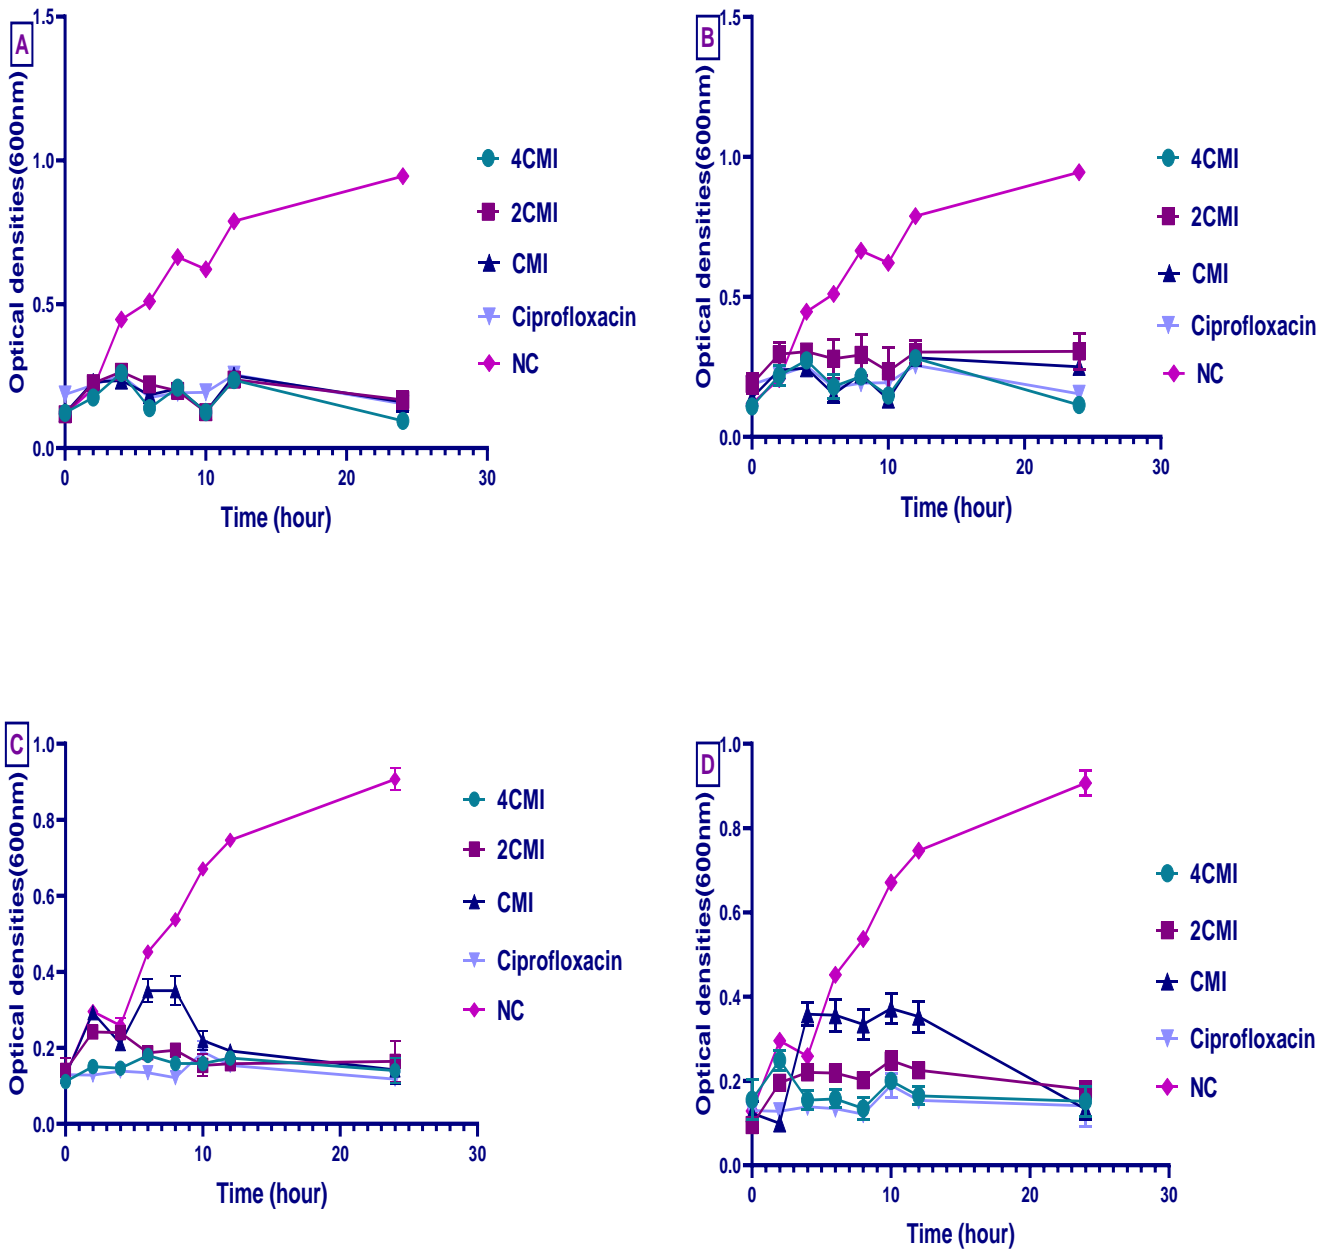 A
Optical densities(600nm)
1.5
1.0
0.5
0.0
0
10
20
30
Time (hour)
4CMI
2CMI
CMI
Ciprofloxacin
NC
B
Optical densities(600nm)
1.5
1.0
0.5
0.0
0
10
20
30
Time (hour)
4CMI
2CMI
CMI
Ciprofloxacin
NC
C
Optical densities(600nm)
1.0
0.8
0.6
0.4
0.2
0.0
0
10
20
30
Time (hour)
4CMI
2CMI
CMI
Ciprofloxacin
NC
D
Optical densities(600nm)
1.0
0.8
0.6
0.4
0.2
0.0
0
10
20
30
Time (hour)
4CMI
2CMI
CMI
Ciprofloxacin
NC